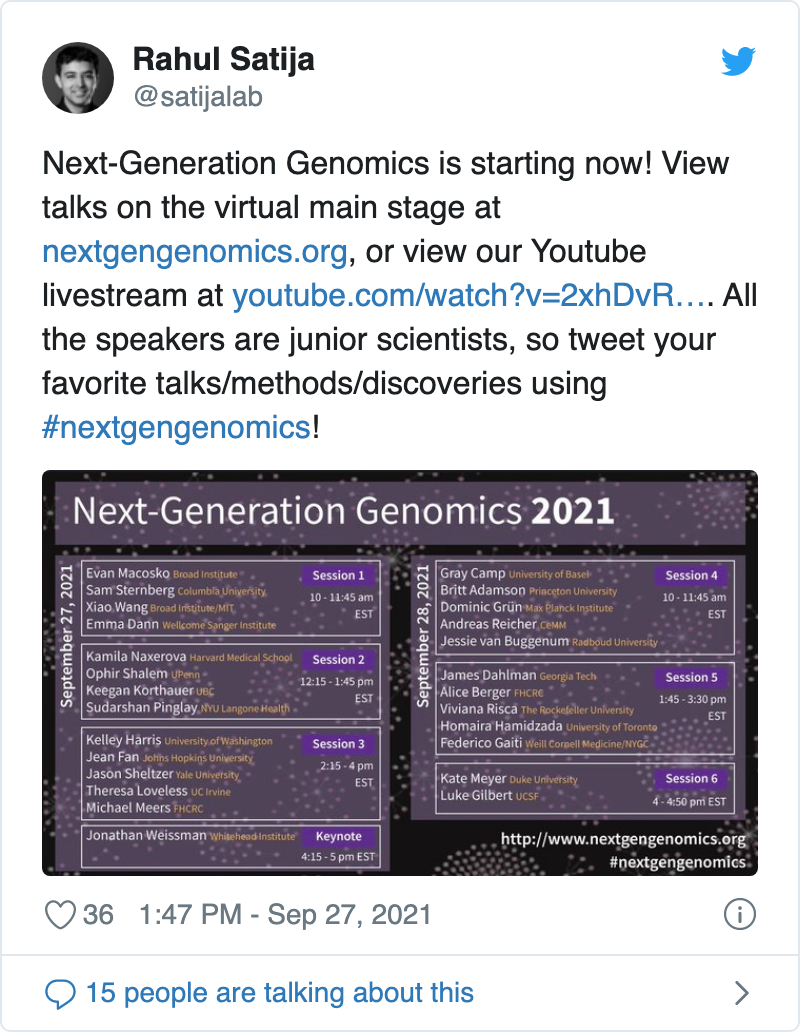 Rahul Satija
@satijalab
Next-Generation Genomics is starting now! View
talks on the virtual main stage at
nextgengenomics.org, or view our Youtube
livestream at youtube.com/watch?v=2xhDvR…. All
the speakers are junior scientists, so tweet your
favorite talks/methods/discoveries using
#nextgengenomics!
Next-Generation Genomics 2021
September 27, 2021
Evan Macosko Broad Institute
Sam Sternberg Columbia University
Xiao Wang Broad Institute/MIT
Emma Dann Wellcome Sanger Institute
Session 1
10 - 11:45 am
EST
Kamila Naxerova Harvard Medical School
Ophir Shalem UPenn
Keegan Korthauer UBC
Sudarshan Pinglay NYU Langone Health
Session 2
12:15 - 1:45 pm
EST
Kelley Harris University of Washington
Jean Fan Johns Hopkins University
Jason Sheltzer Yale University
Theresa Loveless UC Irvine
Michael Meers FHCRC
Session 3
2:15 - 4 pm
EST
Jonathan Weissman Whitehead Institute
Keynote
4:15 - 5 pm EST
September 28, 2021
Gray Camp University of Basel
Britt Adamson Princeton University
Dominic Grün Max Planck Institute
Andreas Reicher CeMM
Jessie van Buggenum Radboud University
Session 4
10 - 11:45 am
EST
James Dahlman Georgia Tech
Alice Berger FHCRC
Viviana Risca The Rockefeller University
Homaira Hamidzada University of Toronto
Federico Gaiti Weill Cornell Medicine/NYGC
Session 5
1:45 - 3:30 pm
EST
Kate Meyer Duke University
Luke Gilbert UCSF
Session 6
4 - 4:50 pm EST
http://www.nextgengenomics.org
#nextgengenomics
36 1:47 PM - Sep 27, 2021
15 people are talking about this